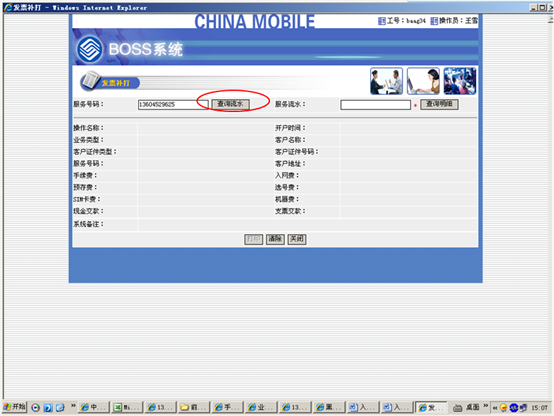 发票补打 - Windows Internet Explorer
CHINA MOBILE
工号：bang34 操作员：王雪
BOSS系统
发票补打
服务号码： 13604529625 查询流水 服务流水： * 查询明细
操作名称： 开户时间：
业务类型： 客户名称：
客户证件类型： 客户证件号码：
服务号码： 客户地址：
手续费： 入网费：
预存费： 选号费：
SIM卡费： 机器费：
现金交款： 支票交款：
系统备注：
打印 清除 关闭
开始 » 中... Mi... 13... 前... 手... 业... 13... 黑... 入... 入... 发... 桌面 » 15:07